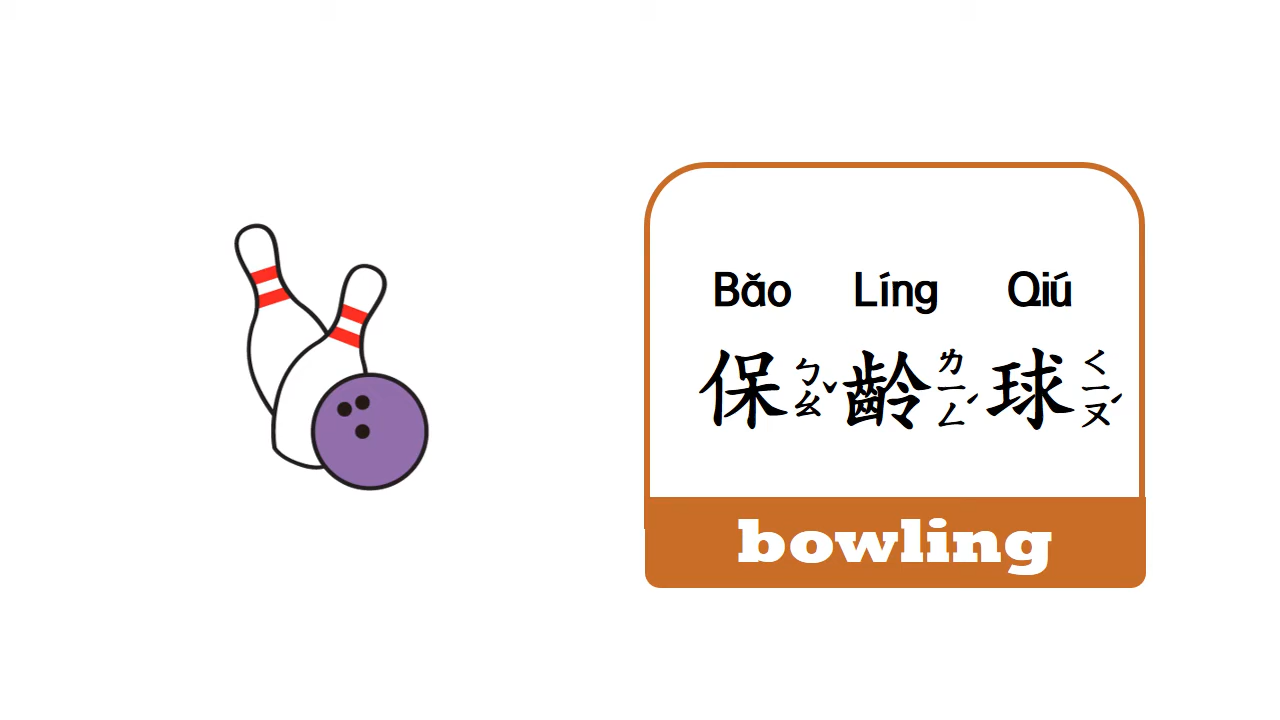 Bǎo Líng Qiú
保ㄅㄠˇ齡ㄌㄧㄥˊ球ㄑㄧㄡˊ
bowling